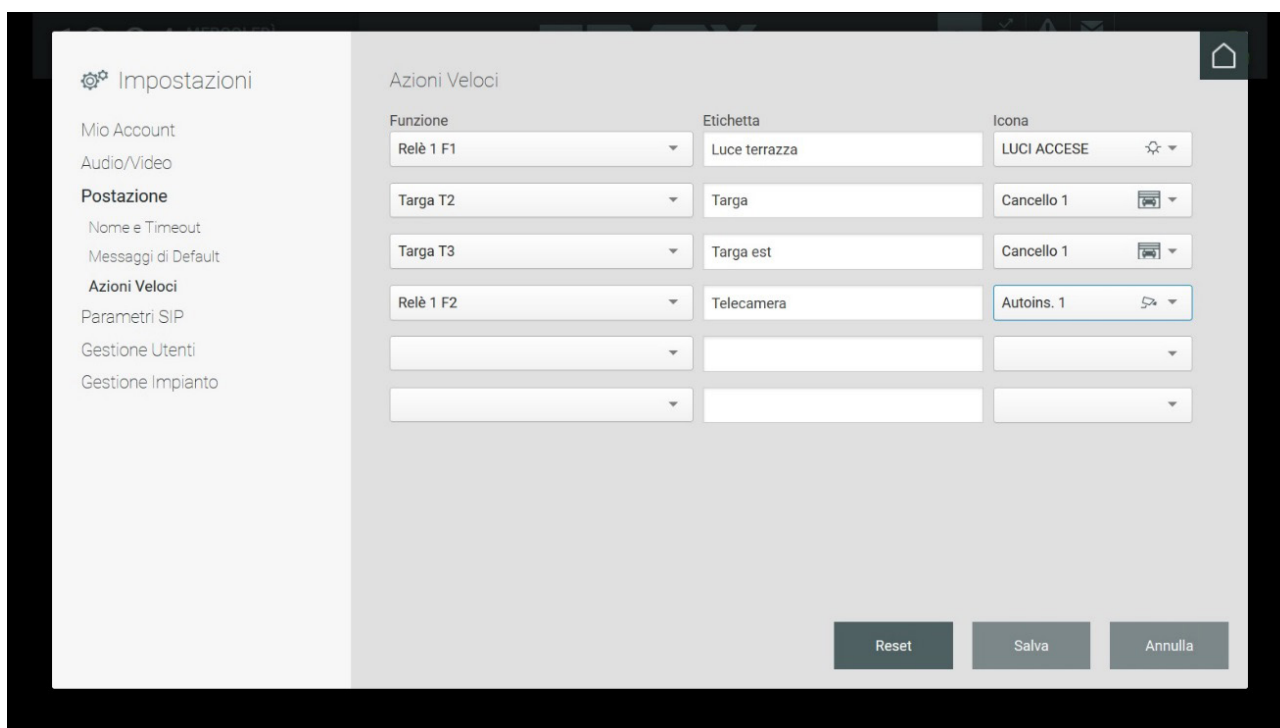 Impostazioni
Mio Account
Audio/Video
Postazione
Nome e Timeout
Messaggi di Default
Azioni Veloci
Parametri SIP
Gestione Utenti
Gestione Impianto
Azioni Veloci
Funzione Etichetta Icona
Relè 1 F1 Luce terrazza LUCI ACCESE
Targa T2 Targa Cancello 1
Targa T3 Targa est Cancello 1
Relè 1 F2 Telecamera Autoins. 1
Reset Salva Annulla